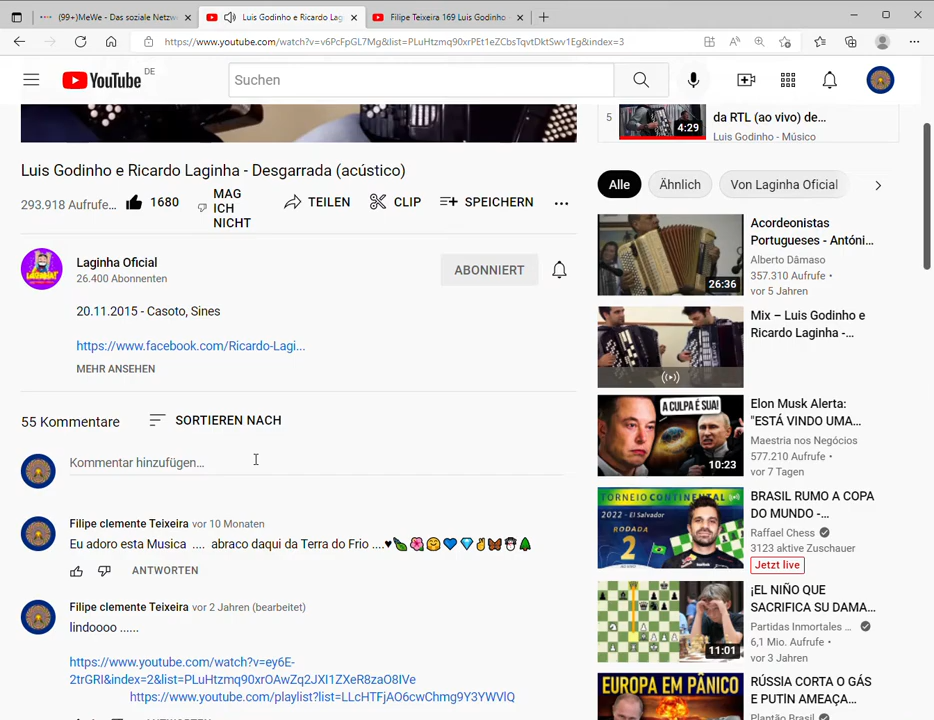 (99+)MeWe - Das soziale Netzw
Luis Godinho e Ricardo Lag
Filipe Teixeira 169 Luis Godinho
https://www.youtube.com/watch?v=v6PcFpGL7Mg&list=PLuHtzmq90xrPEt1eZCbsTqvtDktSwv1Eg&index=3
YouTube DE
Suchen
5
4:29
da RTL (ao vivo) de...
Luis Godinho - Músico
Luis Godinho e Ricardo Laginha - Desgarrada (acústico)
293.918 Aufrufe...
1680
MAG
ICH
NICHT
TEILEN
CLIP
SPEICHERN
Laginha Oficial
26.400 Abonnenten
ABONNIERT
20.11.2015 - Casoto, Sines
https://www.facebook.com/Ricardo-Lagi...
MEHR ANSEHEN
55 Kommentare
SORTIEREN NACH
Kommentar hinzufügen...
Filipe clemente Teixeira vor 10 Monaten
Eu adoro esta Musica .... abraco daqui da Terra do Frio ....♥🍃🌺🤗💙💎✌🦋⛄🌲
ANTWORTEN
Filipe clemente Teixeira vor 2 Jahren (bearbeitet)
lindoooo ......
https://www.youtube.com/watch?v=ey6E-
2trGRI&index=2&list=PLuHtzmq90xrOAwZq2JXI1ZXeR8zaO8IVe
https://www.youtube.com/playlist?list=LLcHTFjAO6cwChmg9Y3YWVlQ
ANTWORTEN
Alle
Ähnlich
Von Laginha Oficial
26:36
Acordeonistas
Portugueses - Antóni...
Alberto Dâmaso
357.310 Aufrufe •
vor 5 Jahren
Mix – Luis Godinho e
Ricardo Laginha -...
A CULPA É SUA!
10:23
Elon Musk Alerta:
"ESTÁ VINDO UMA...
Maestria nos Negócios
577.210 Aufrufe •
vor 7 Tagen
TORNEIO CONTINENTAL
2022 - El Salvador
RODADA
2
BRASIL RUMO A COPA
DO MUNDO -...
Raffael Chess
3123 aktive Zuschauer
Jetzt live
11:01
¡EL NIÑO QUE
SACRIFICA SU DAMA...
Partidas Inmortales ...
6,1 Mio. Aufrufe •
vor 3 Jahren
EUROPA EM PÂNICO
RÚSSIA CORTA O GÁS
E PUTIN AMEAÇA...
Plantão Brasil